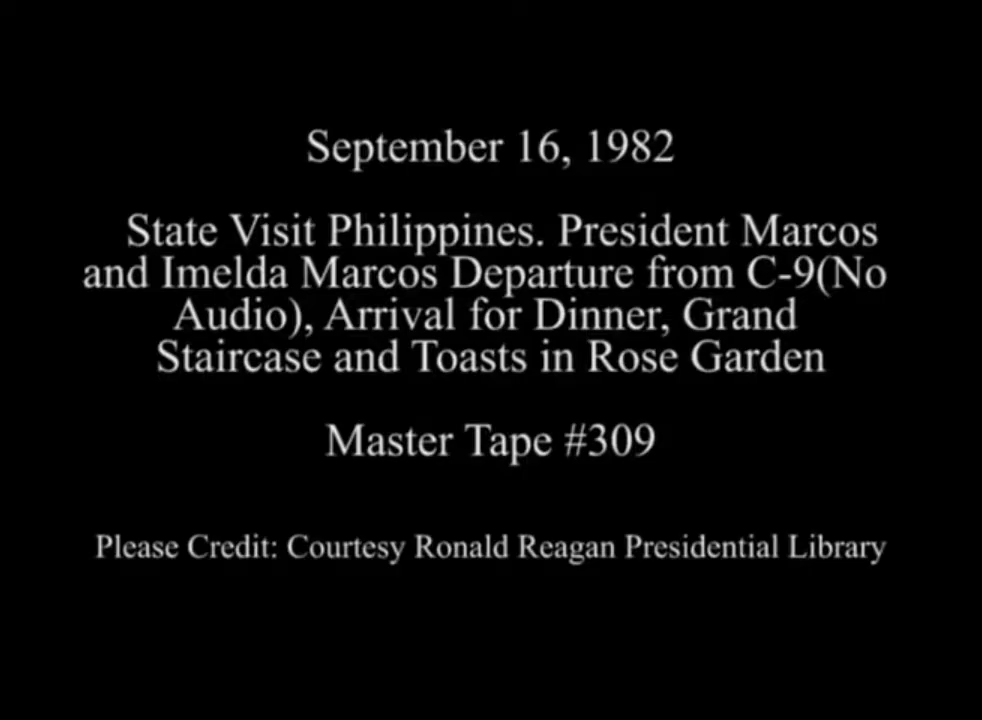 September 16, 1982
State Visit Philippines. President Marcos
and Imelda Marcos Departure from C-9(No
Audio), Arrival for Dinner, Grand
Staircase and Toasts in Rose Garden
Master Tape #309
Please Credit: Courtesy Ronald Reagan Presidential Library